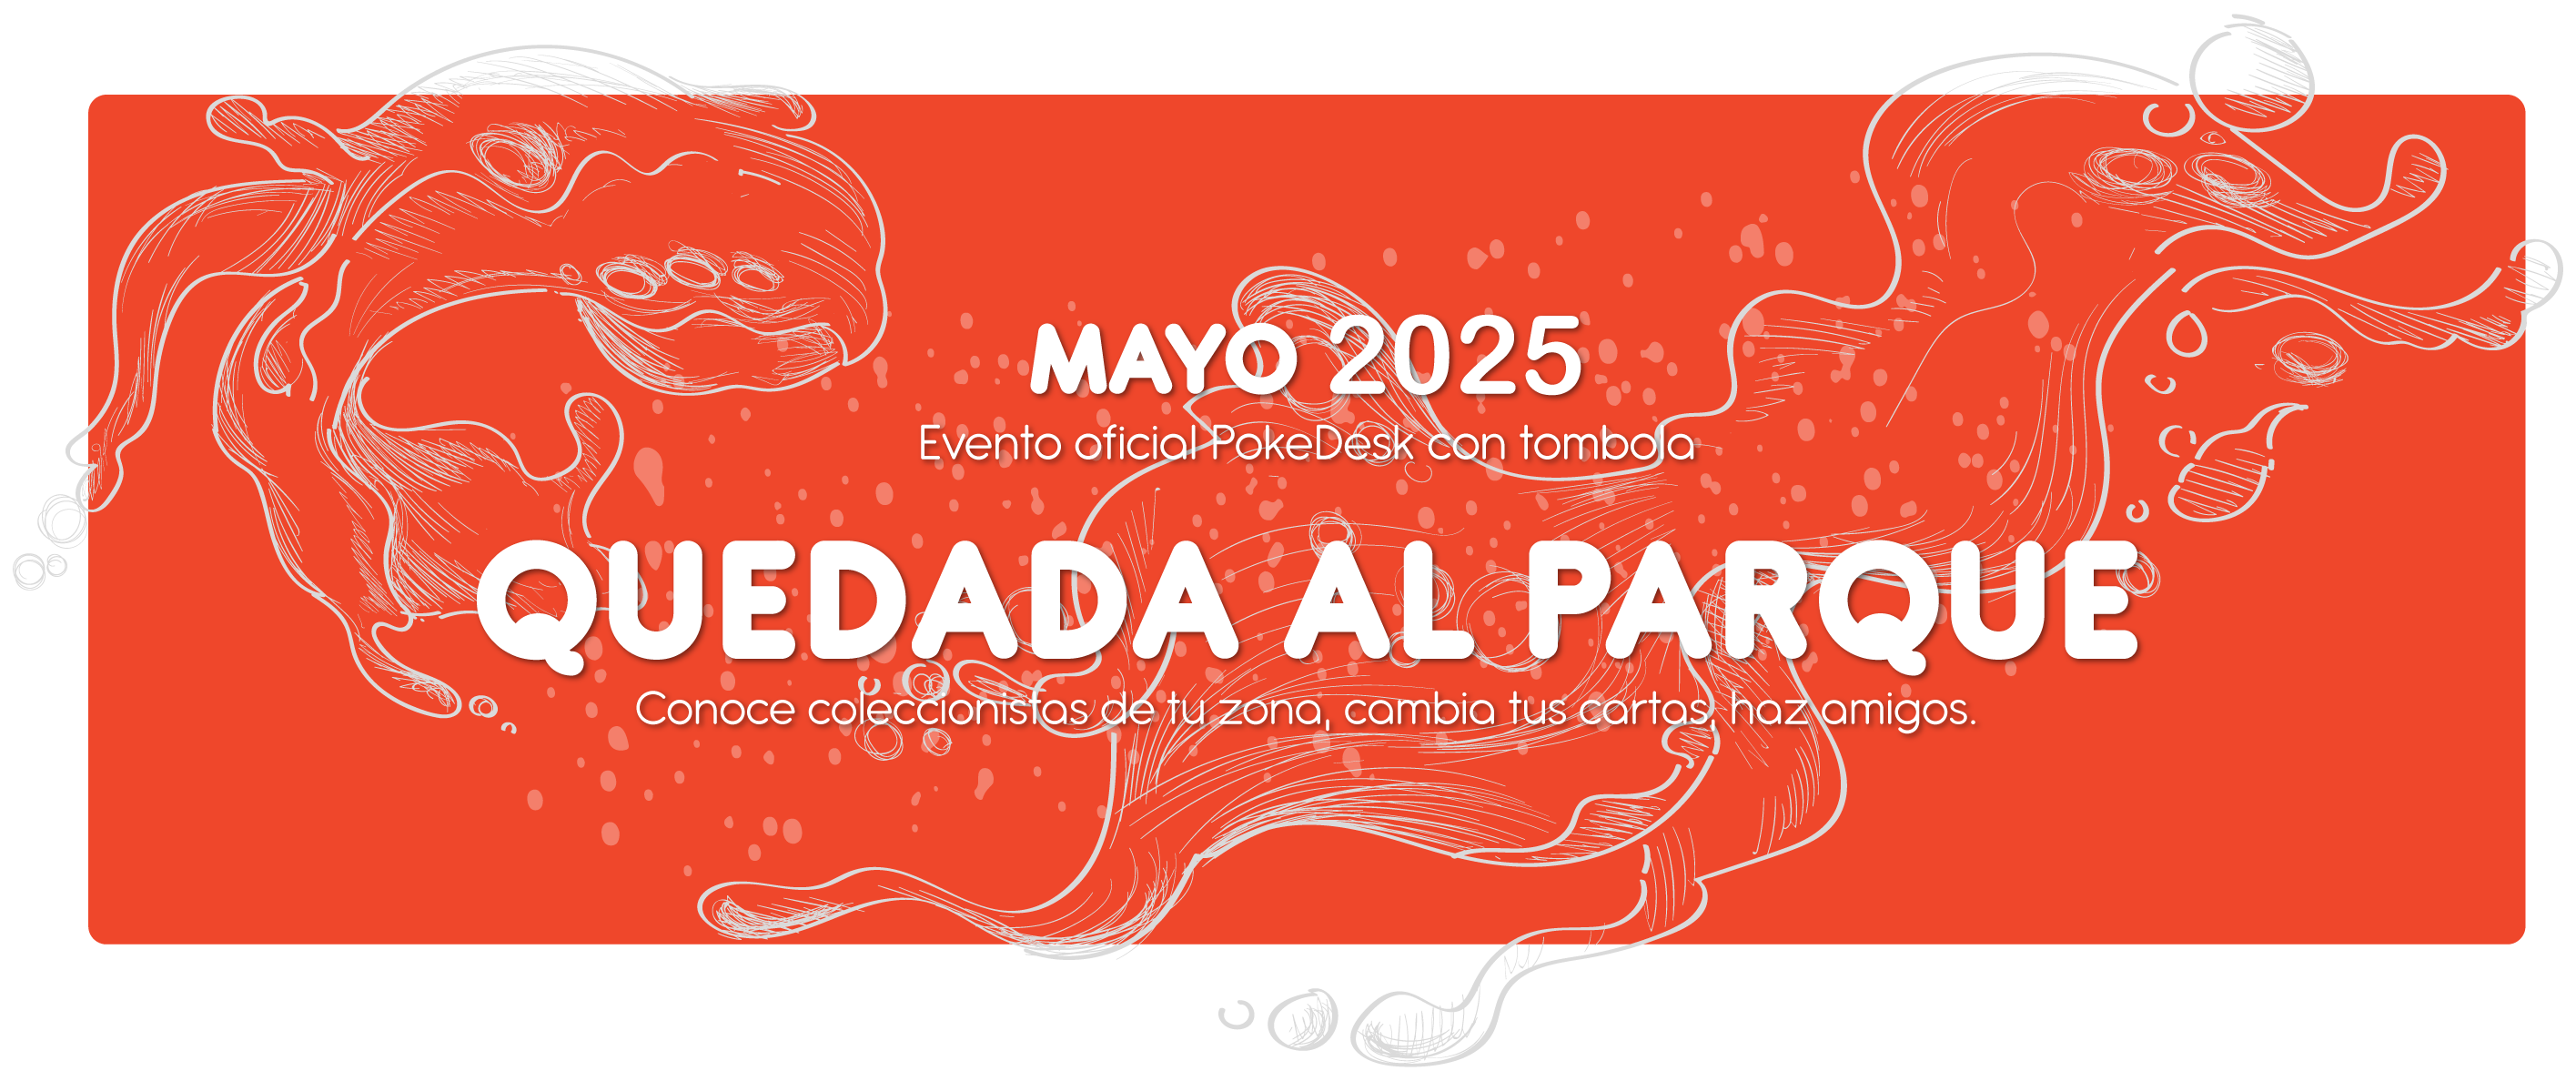 MAYO 2025
Evento oficial PokeDesk con tombola
QUEDADA AL PARQUE
Conoce coleccionistas de tu zona, cambia tus cartas, haz amigos.